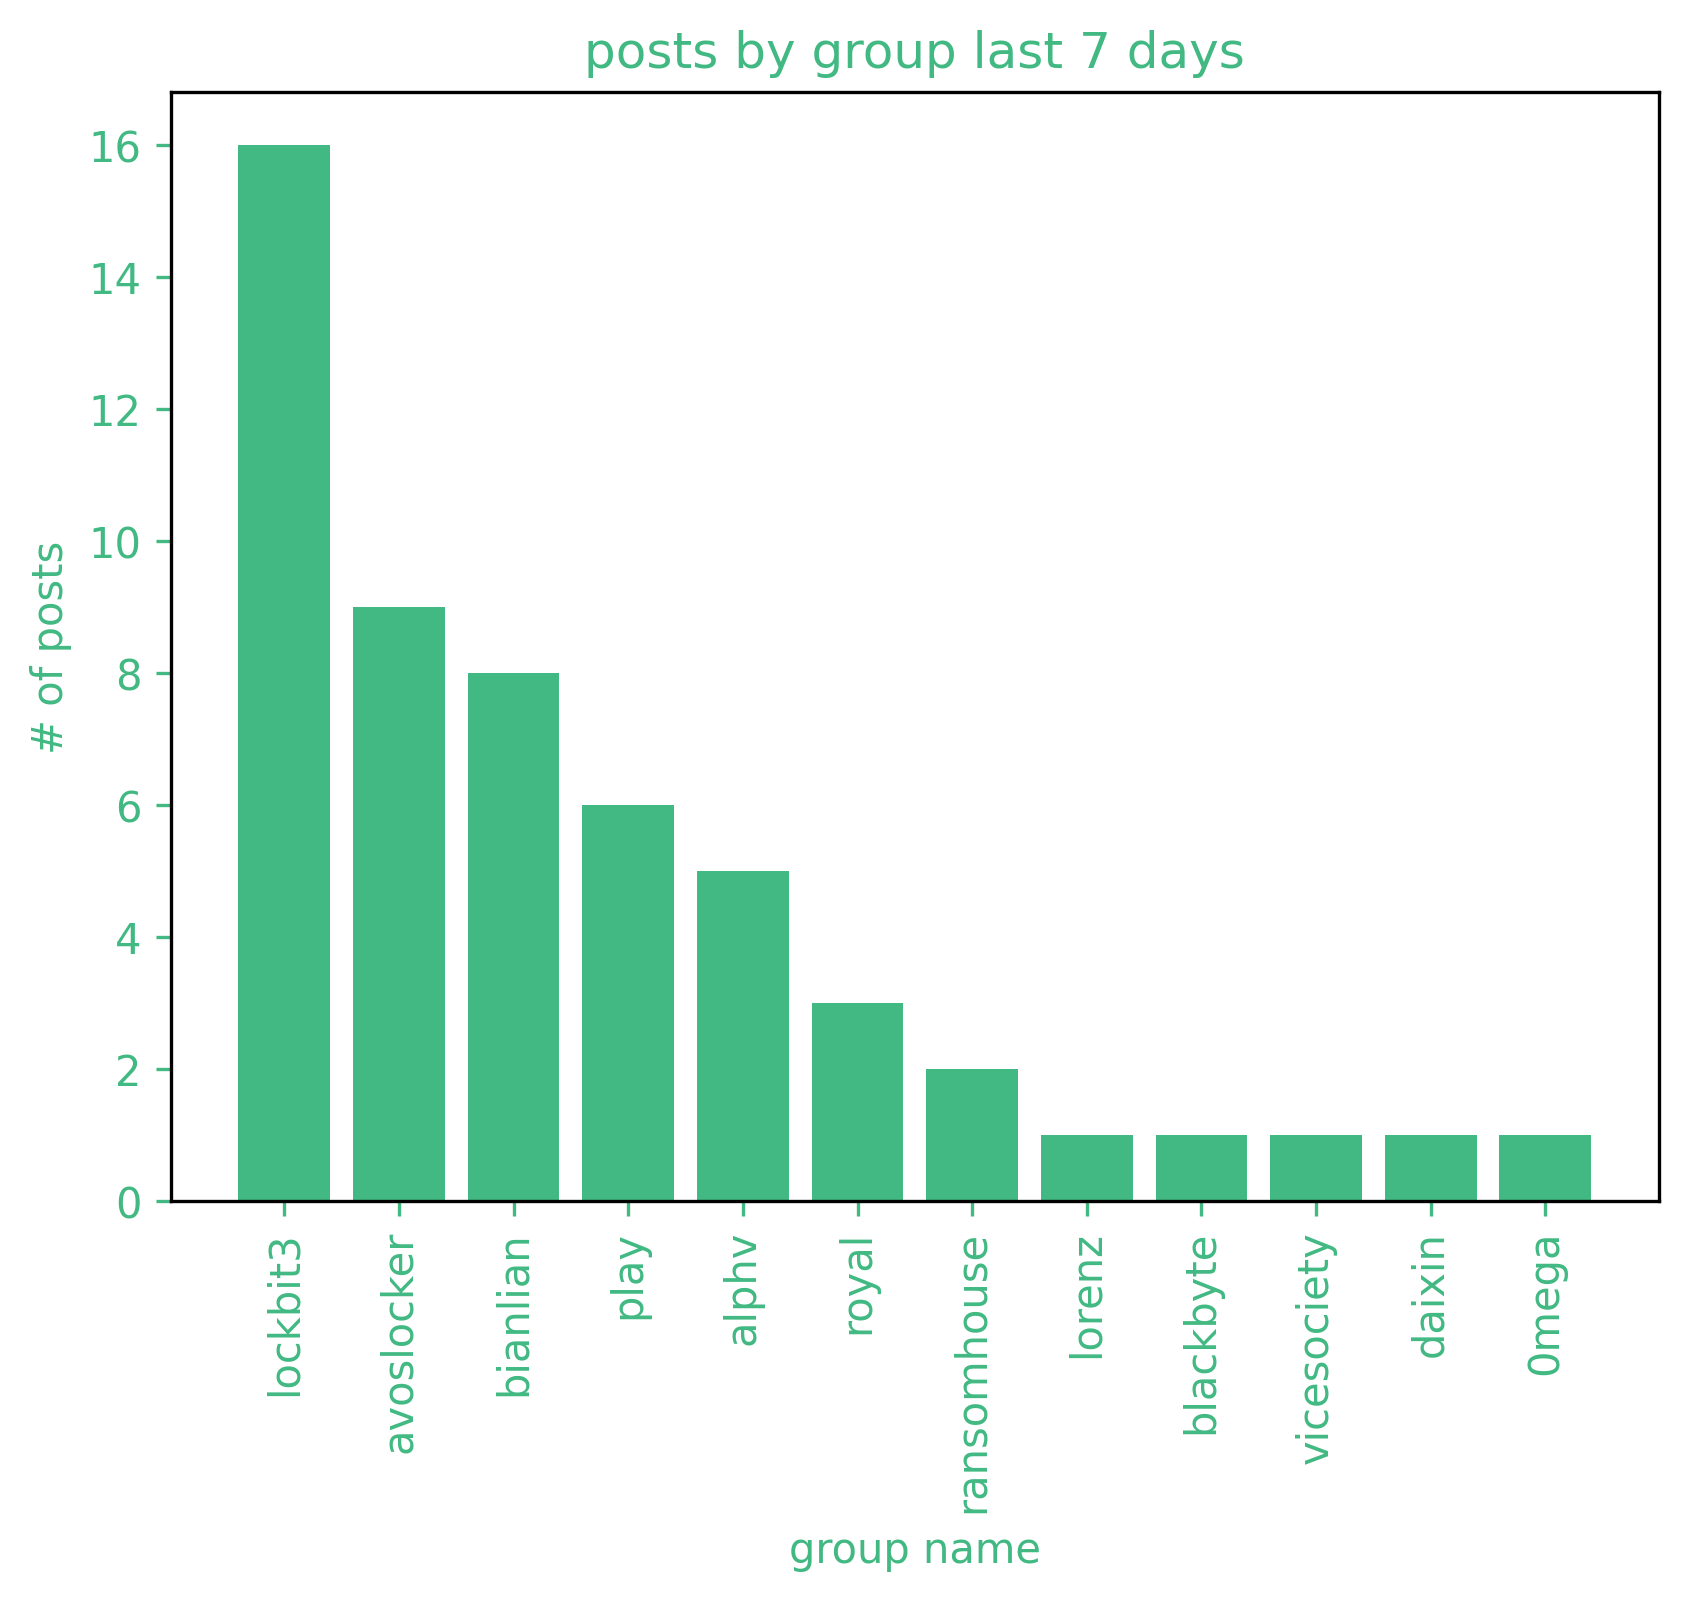 posts by group last 7 days
# of posts
16
14
12
10
8
6
4
2
0
lockbit3
avoslocker
bianlian
play
alphv
royal
ransomhouse
lorenz
blackbyte
vicesociety
daixin
0mega
group name